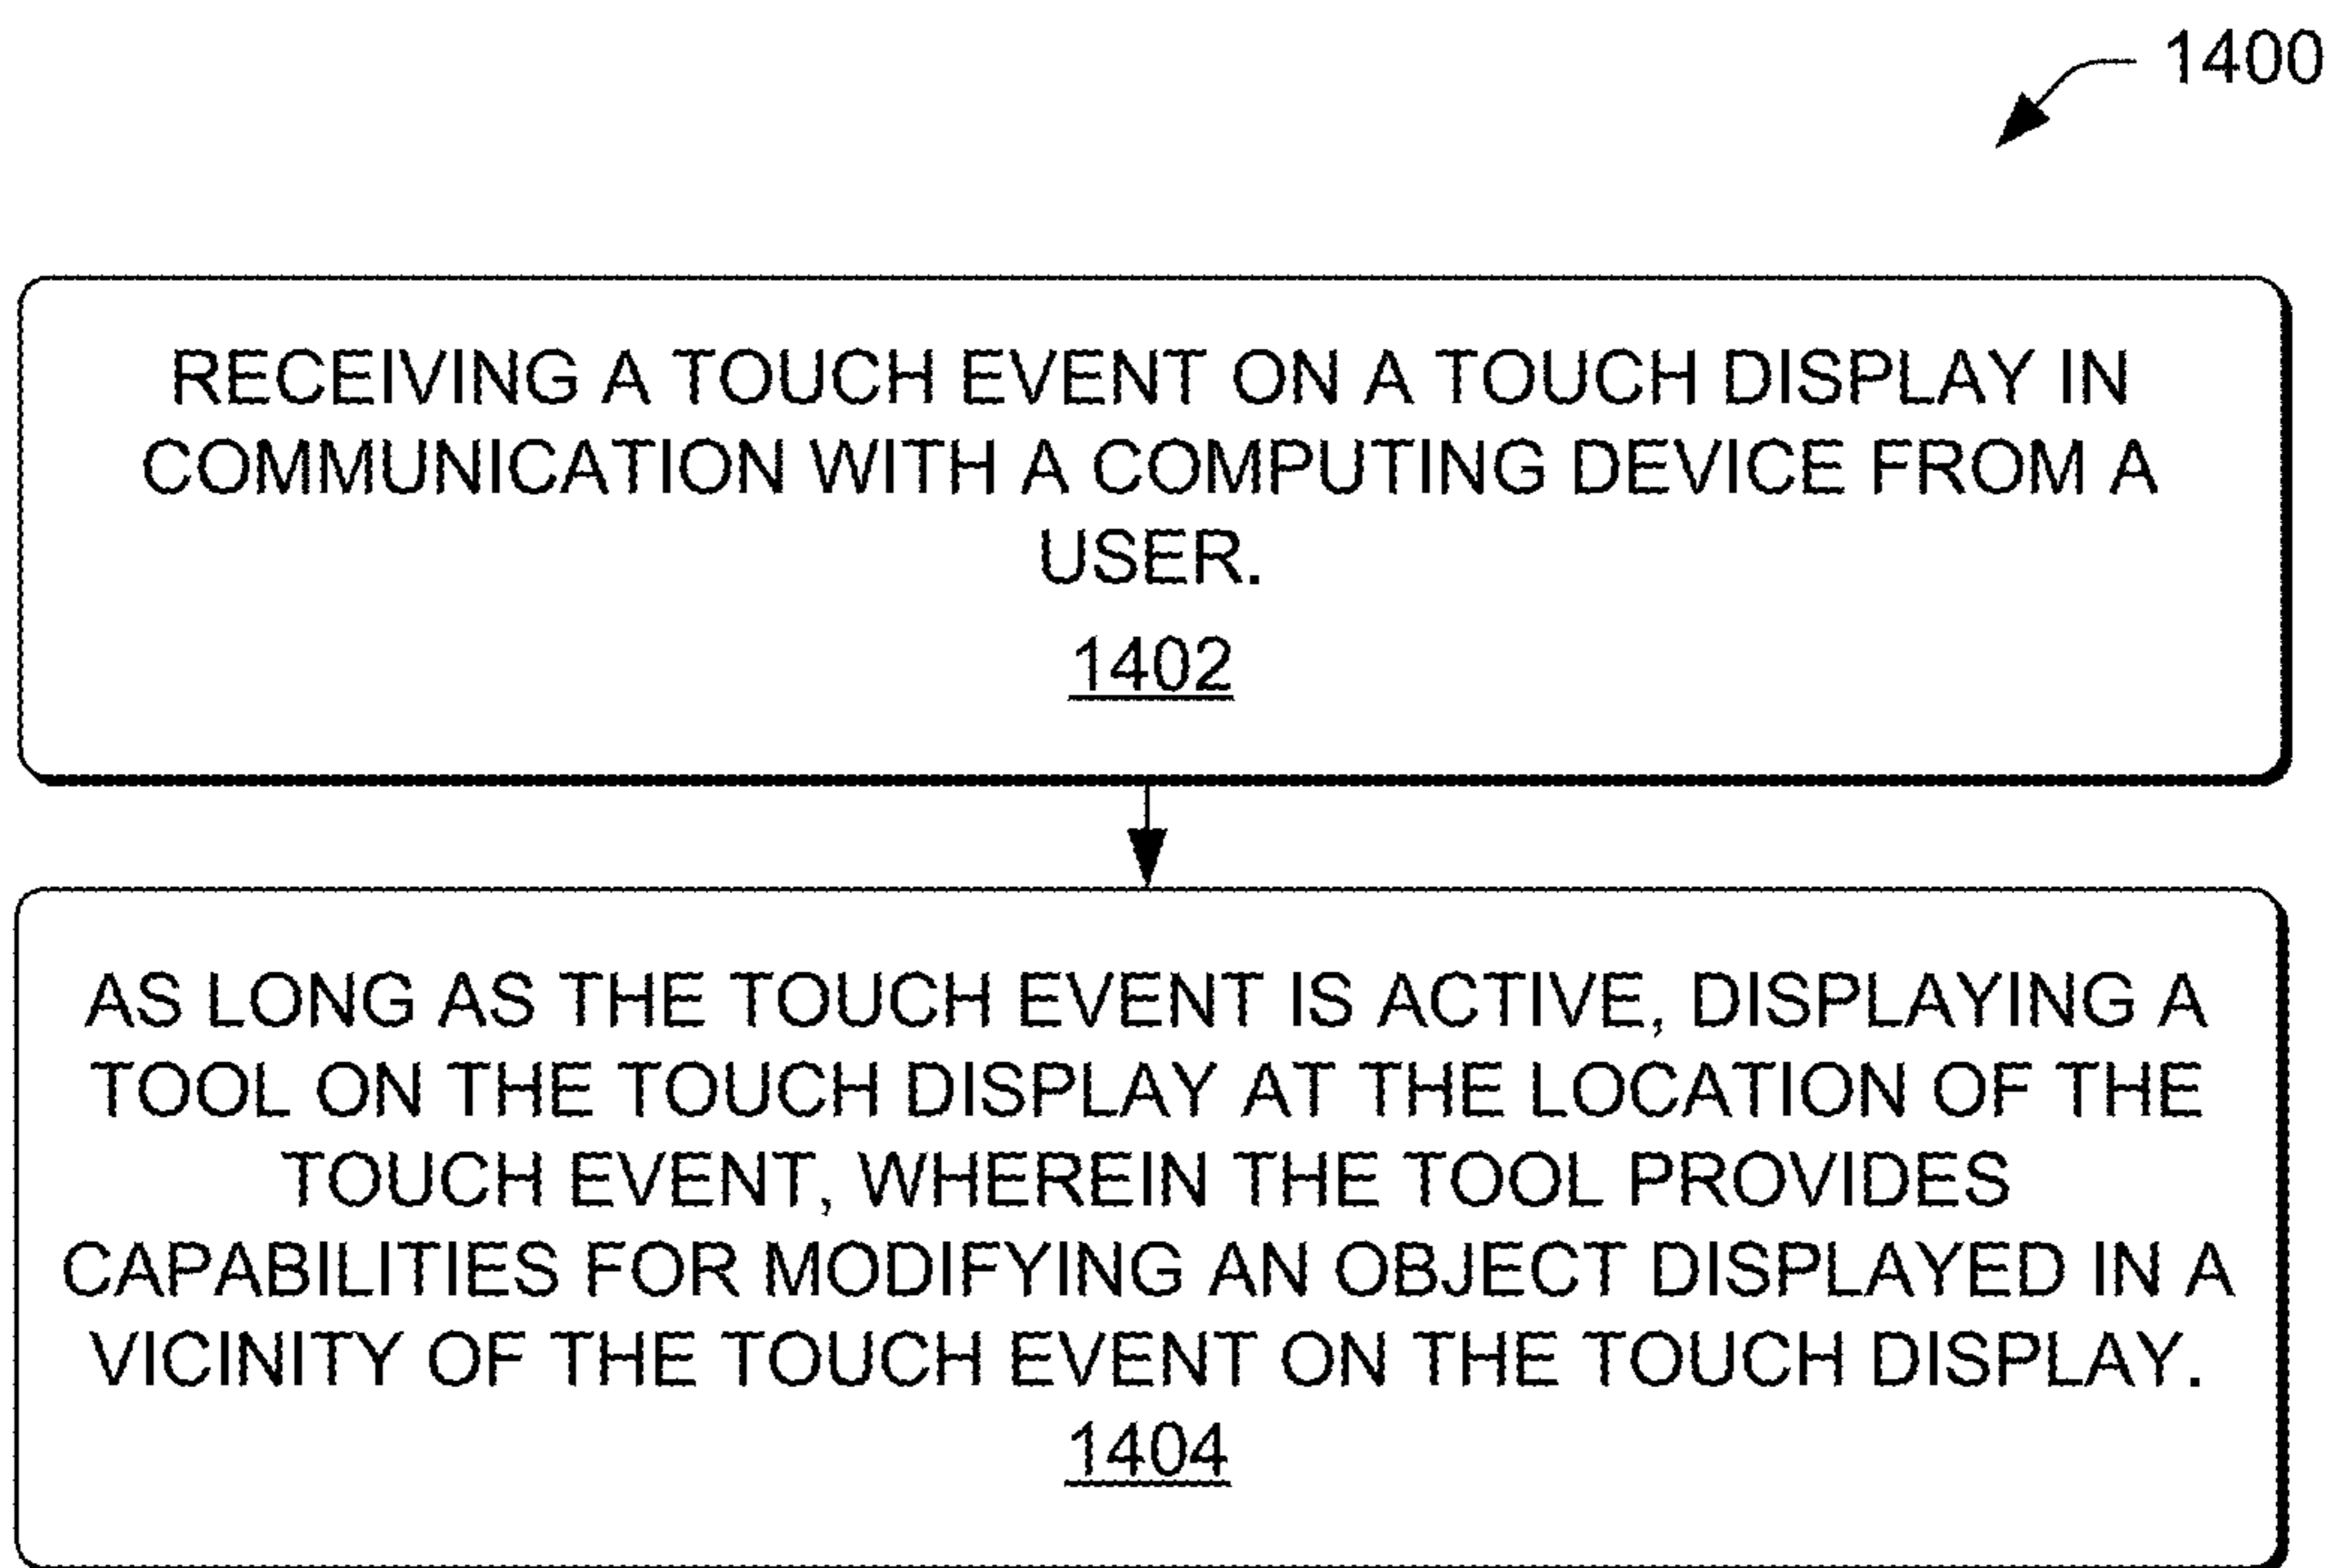 1400
RECEIVING A TOUCH EVENT ON A TOUCH DISPLAY IN
COMMUNICATION WITH A COMPUTING DEVICE FROM A
USER.
1402
AS LONG AS THE TOUCH EVENT IS ACTIVE, DISPLAYING A
TOOL ON THE TOUCH DISPLAY AT THE LOCATION OF THE
TOUCH EVENT, WHEREIN THE TOOL PROVIDES
CAPABILITIES FOR MODIFYING AN OBJECT DISPLAYED IN A
VICINITY OF THE TOUCH EVENT ON THE TOUCH DISPLAY.
1404